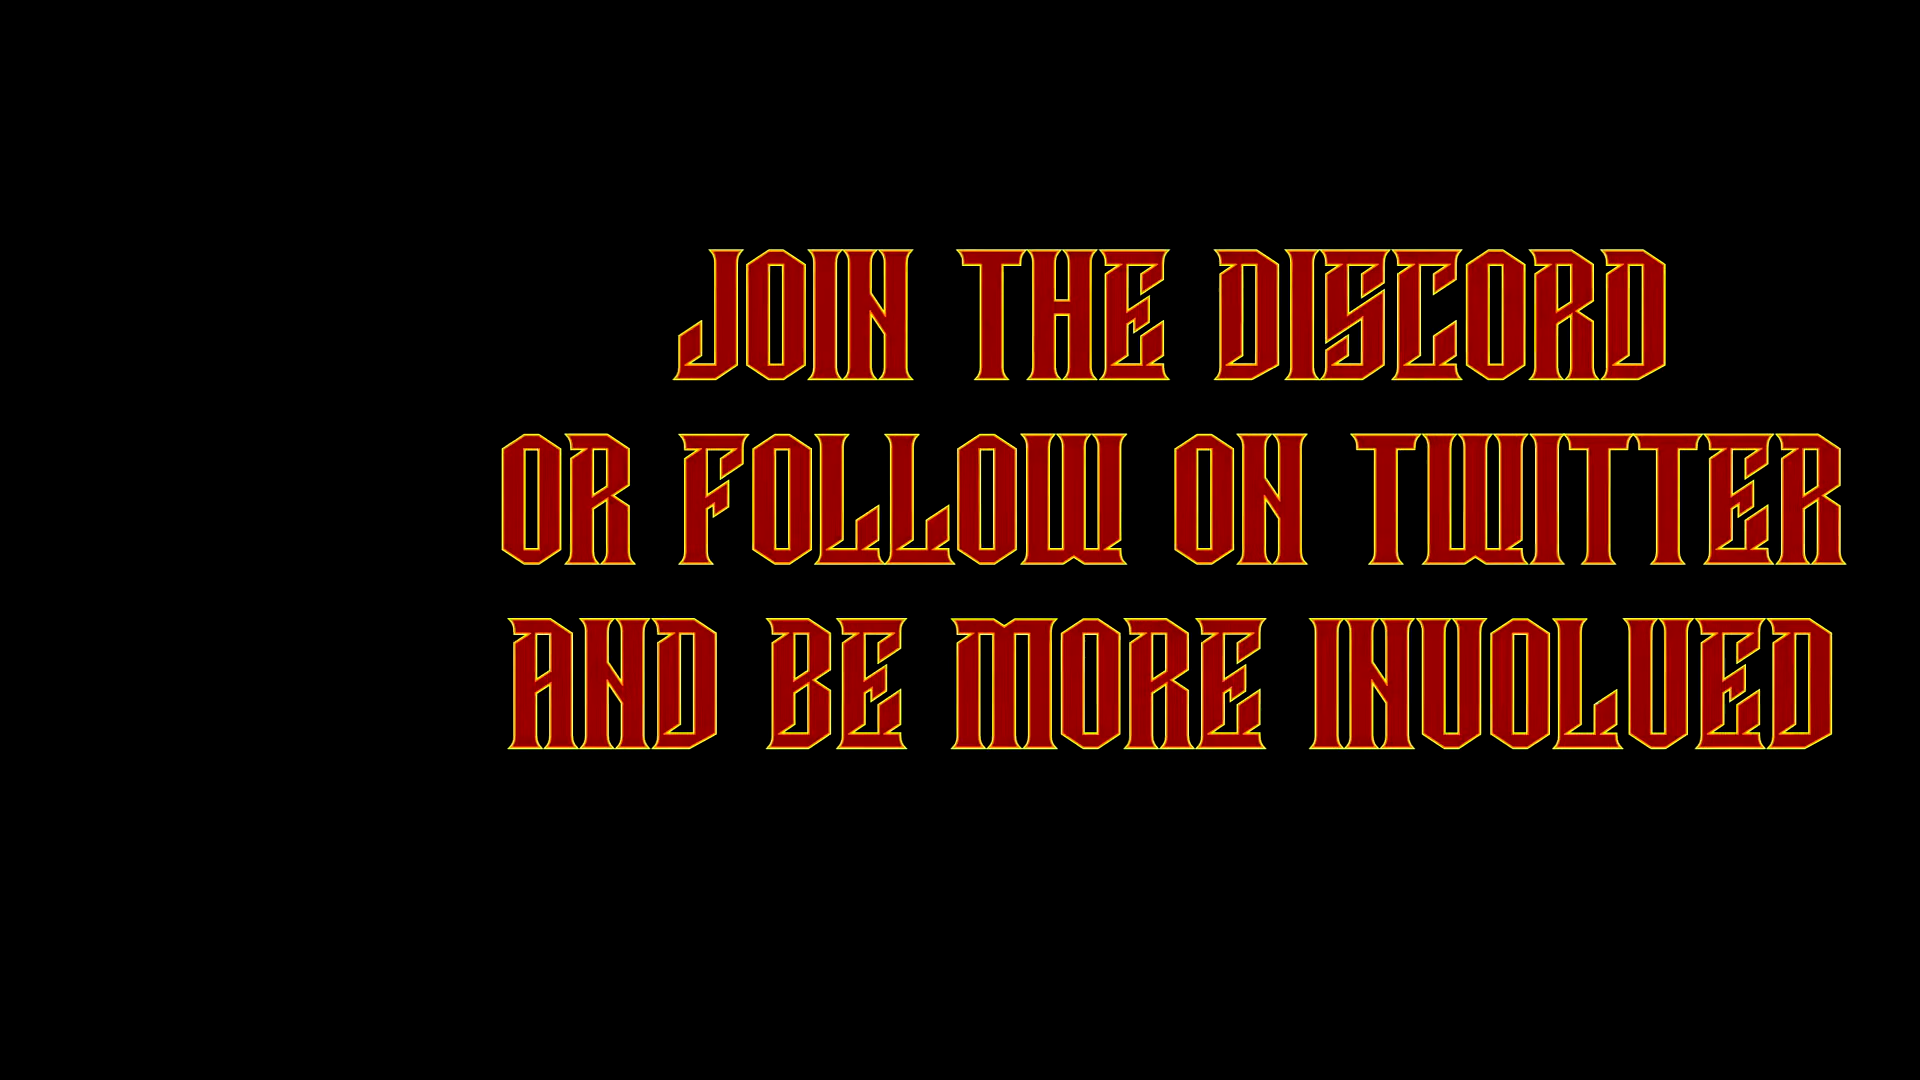 JOIN THE DISCORD
OR FOLLOW ON TWITTER
AND BE MORE INVOLVED